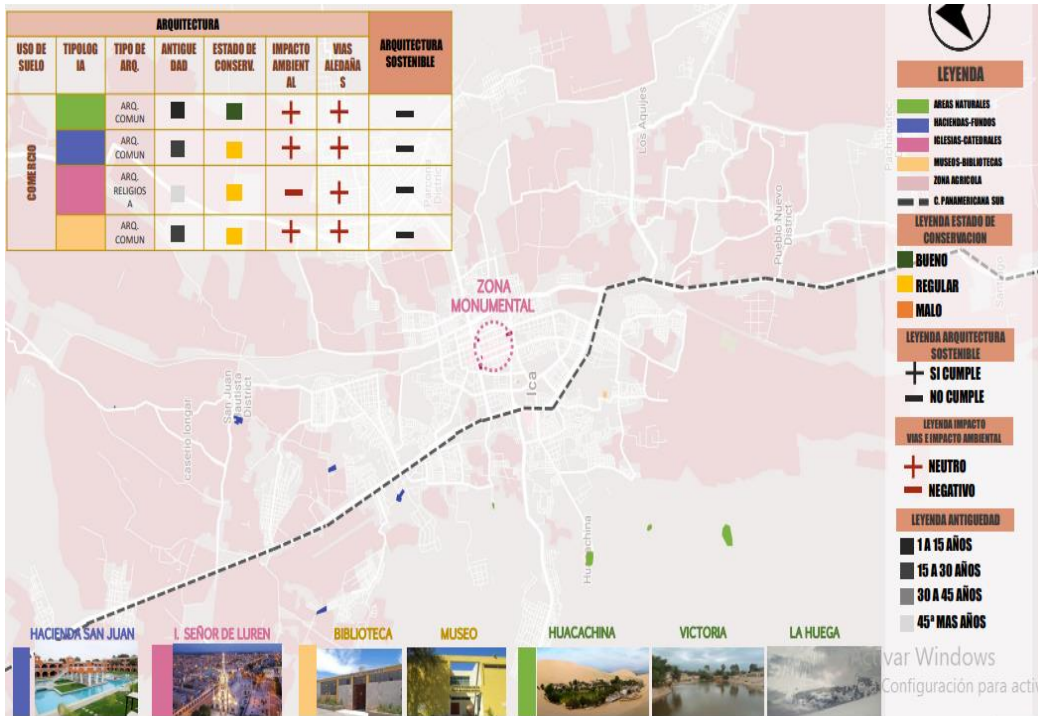 ARQUITECTURA
ARQUITECTURA
SOSTENIBLE
USO DE
SUELO
TIPOLOG
IA
TIPO DE
ARQ.
ANTIGUE
DAD
ESTADO DE
CONSERV.
IMPACTO
AMBIENT
AL
VIAS
ALEDAÑA
S
COMERCIO
ARQ.
COMUN
ARQ.
COMUN
ARQ.
RELIGIOS
A
ARQ.
COMUN
Parcona
District
Los Aquijes
Pachacutec
Pueblo Nuevo
District
Santiago
ZONA
MONUMENTAL
Ica
San Juan
Bautista
District
caserio longar
Huacachina
LEYENDA
AREAS NATURALES
HACIENDAS-FUNDOS
IGLESIAS-CATEDRALES
MUSEOS-BIBLIOTECAS
ZONA AGRICOLA
C. PANAMERICANA SUR
LEYENDA ESTADO DE
CONSERVACION
BUENO
REGULAR
MALO
LEYENDA ARQUITECTURA
SOSTENIBLE
SI CUMPLE
NO CUMPLE
LEYENDA IMPACTO
VIAS E IMPACTO AMBIENTAL
NEUTRO
NEGATIVO
LEYENDA ANTIGUEDAD
1 A 15 AÑOS
15 A 30 AÑOS
30 A 45 AÑOS
45ª MAS AÑOS
HACIENDA SAN JUAN
I. SEÑOR DE LUREN
BIBLIOTECA
MUSEO
HUACACHINA
VICTORIA
LA HUEGA
var Windows
Configuración para activ